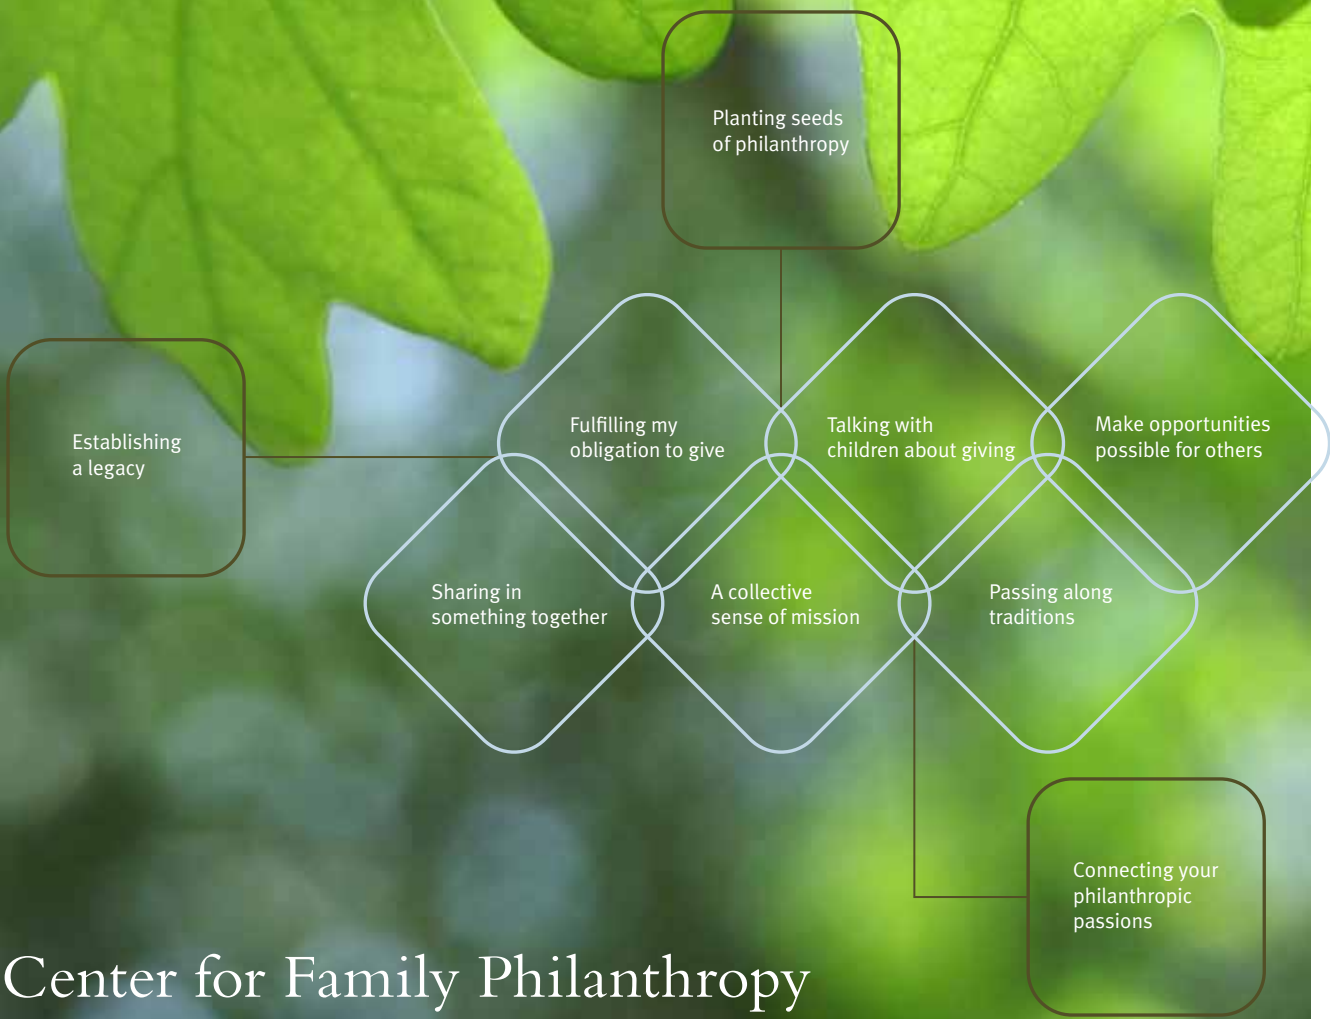 Planting seeds
of philanthropy
Establishing
a legacy
Fulfilling my
obligation to give
Talking with
children about giving
Make opportunities
possible for others
Sharing in
something together
A collective
sense of mission
Passing along
traditions
Connecting your
philanthropic
passions
Center for Family Philanthropy